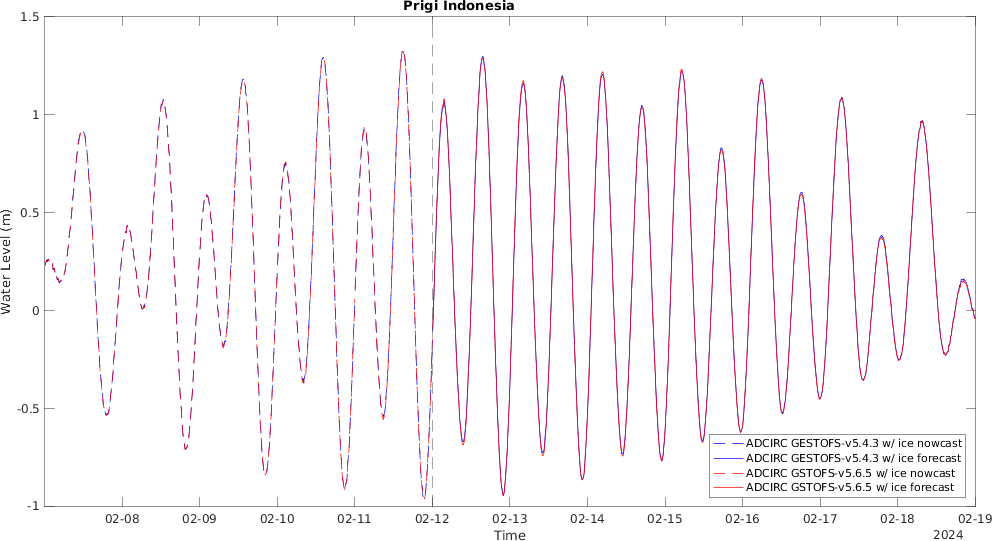 Prigi Indonesia
1.5
1
0.5
0
-0.5
-1
Water Level (m)
ADCIRC GESTOFS-v5.4.3 w/ ice nowcast
ADCIRC GESTOFS-v5.4.3 w/ ice forecast
ADCIRC GSTOFS-v5.6.5 w/ ice nowcast
ADCIRC GSTOFS-v5.6.5 w/ ice forecast
02-08 02-09 02-10 02-11 02-12 02-13 02-14 02-15 02-16 02-17 02-18 02-19
Time
2024